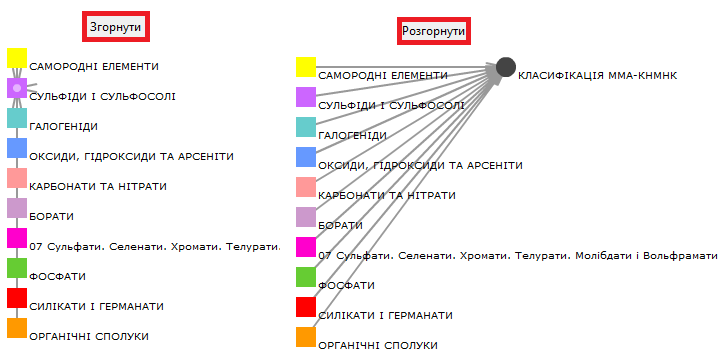 Згорнути
САМОРОДНІ ЕЛЕМЕНТИ
СУЛЬФІДИ І СУЛЬФОСОЛІ
ГАЛОГЕНІДИ
ОКСИДИ, ГІДРОКСИДИ ТА АРСЕНІТИ
КАРБОНАТИ ТА НІТРАТИ
БОРАТИ
07 Сульфати. Селенати. Хромати. Телурати.
ФОСФАТИ
СИЛІКАТИ І ГЕРМАНАТИ
ОРГАНІЧНІ СПОЛУКИ
Розгорнути
КЛАСИФІКАЦІЯ ММА-КНМНК
САМОРОДНІ ЕЛЕМЕНТИ
СУЛЬФІДИ І СУЛЬФОСОЛІ
ГАЛОГЕНІДИ
ОКСИДИ, ГІДРОКСИДИ ТА АРСЕНІТИ
КАРБОНАТИ ТА НІТРАТИ
БОРАТИ
07 Сульфати. Селенати. Хромати. Телурати. Молібдати і Вольфрамати
ФОСФАТИ
СИЛІКАТИ І ГЕРМАНАТИ
ОРГАНІЧНІ СПОЛУКИ